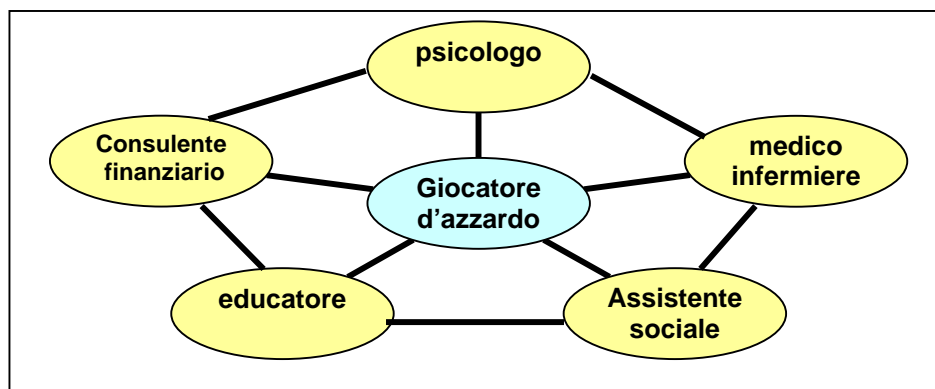 psicologo
Consulente
finanziario
medico
infermiere
Giocatore
d’azzardo
educatore
Assistente
sociale